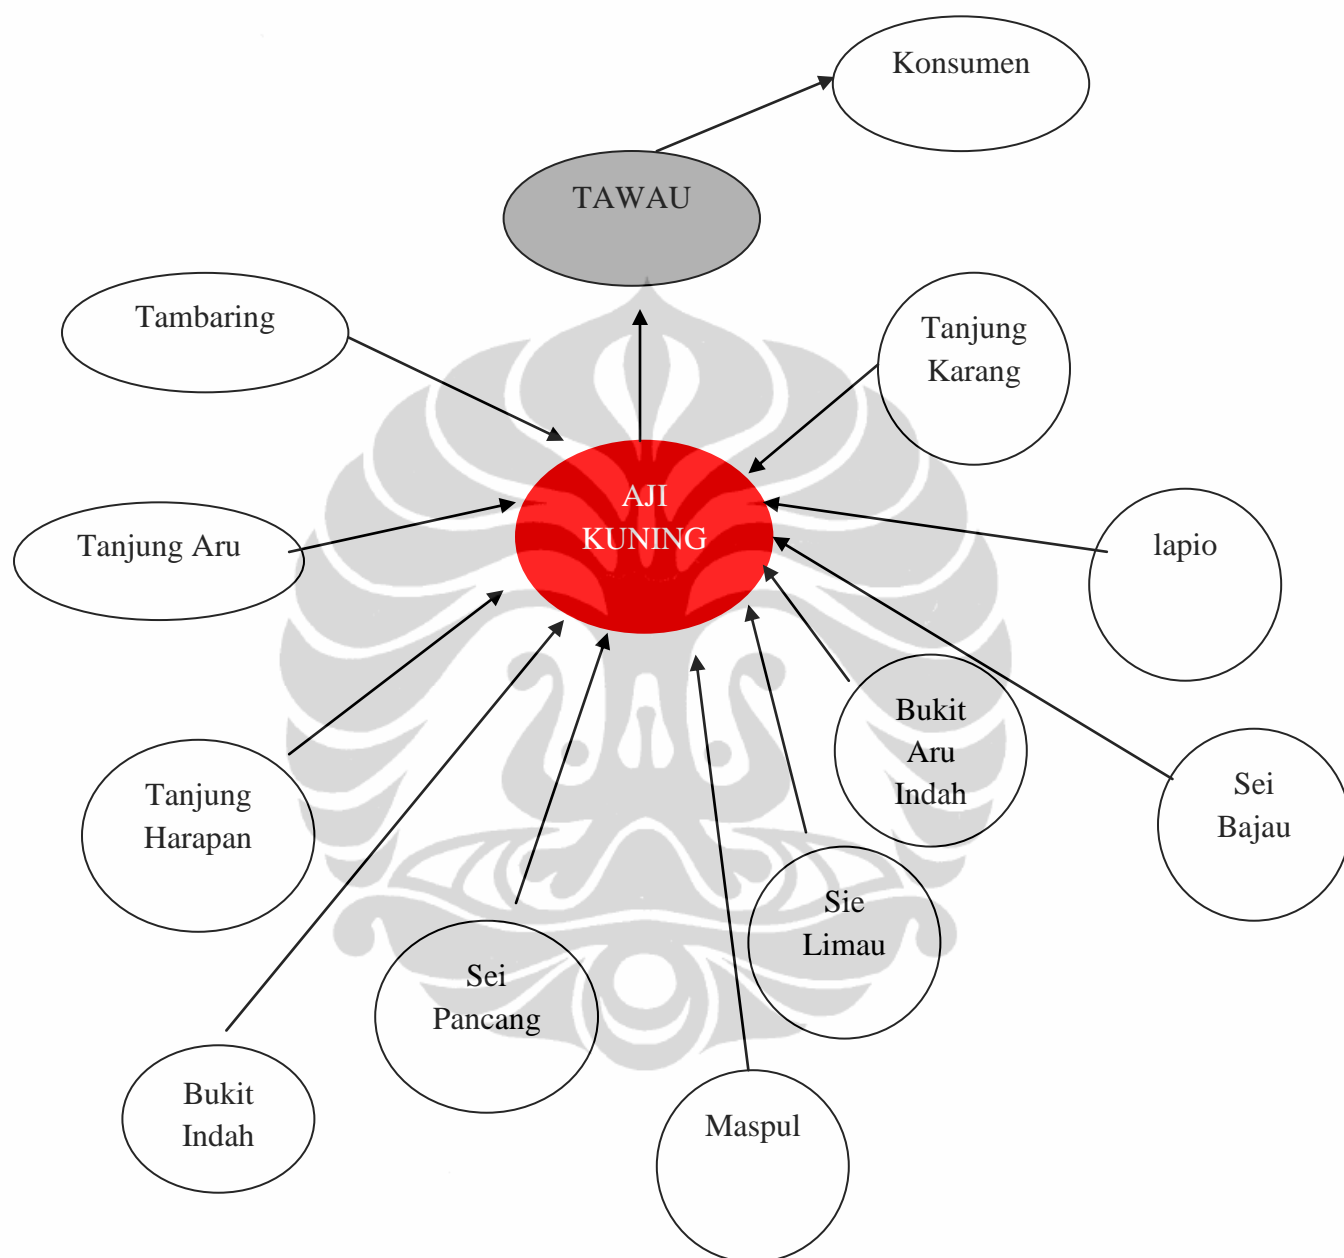 Konsumen
TAWAU
Tambaring
Tanjung
Karang
AJI
KUNING
Tanjung Aru
lapio
Bukit
Aru
Indah
Sei
Bajau
Tanjung
Harapan
Sie
Limau
Sei
Pancang
Bukit
Indah
Maspul